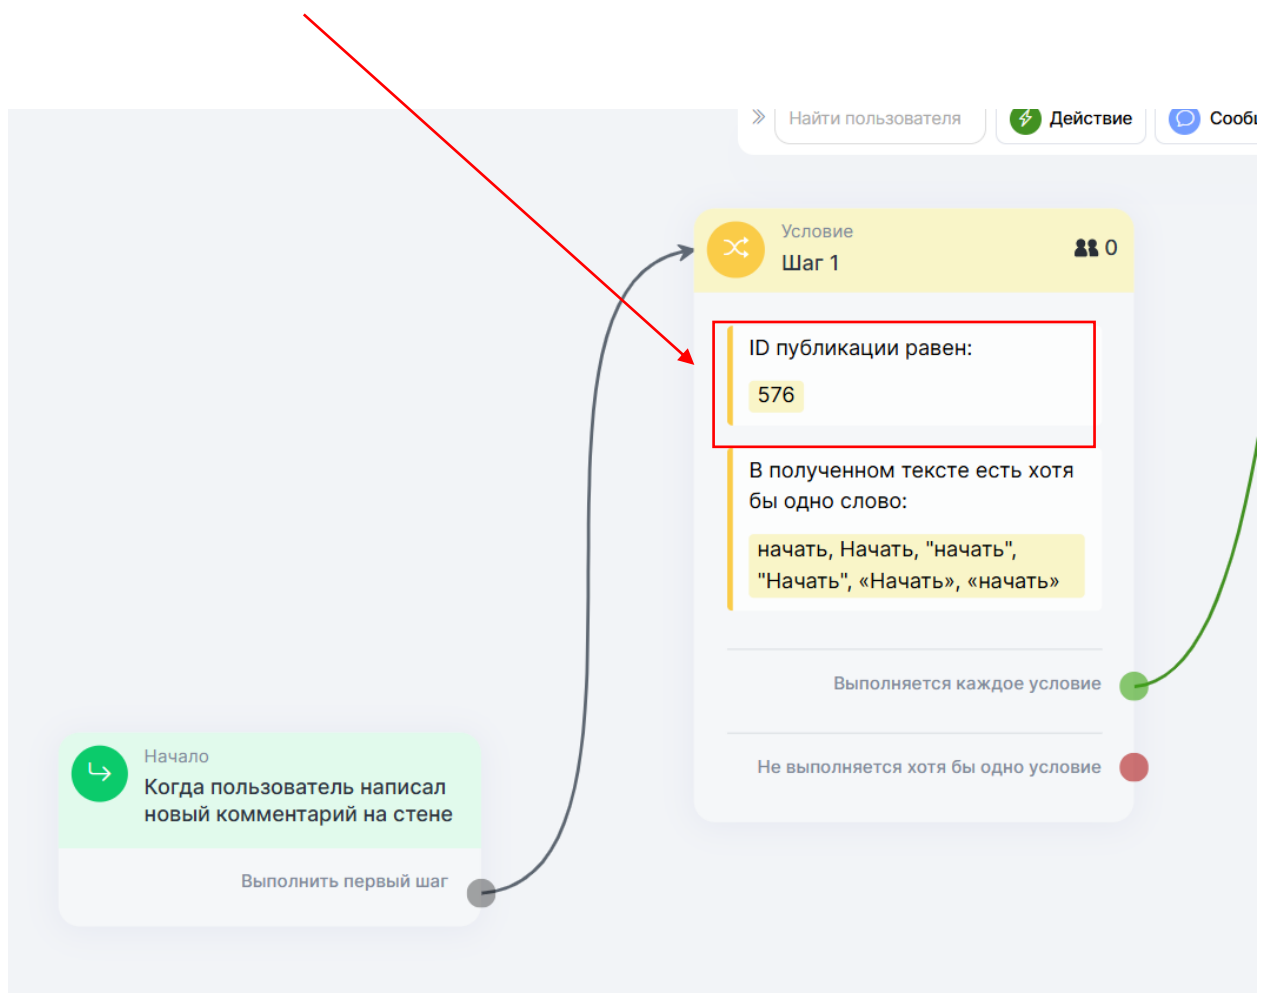 Найти пользователя
Действие
Условие
Шаг 1
0
ID публикации равен:
576
В полученном тексте есть хотя
бы одно слово:
начать, Начать, "начать",
"Начать", «Начать», «начать»
Выполняется каждое условие
Не выполняется хотя бы одно условие
Начало
Когда пользователь написал
новый комментарий на стене
Выполнить первый шаг